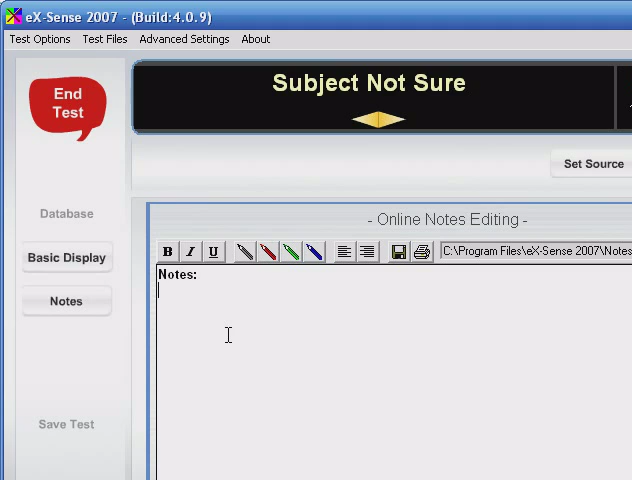 eX-Sense 2007 - (Build:4.0.9)
Test Options Test Files Advanced Settings About
End
Test
Subject Not Sure
Set Source
Database
- Online Notes Editing -
Basic Display
B I U
C:\Program Files\eX-Sense 2007\Notes
Notes:
Notes
Save Test